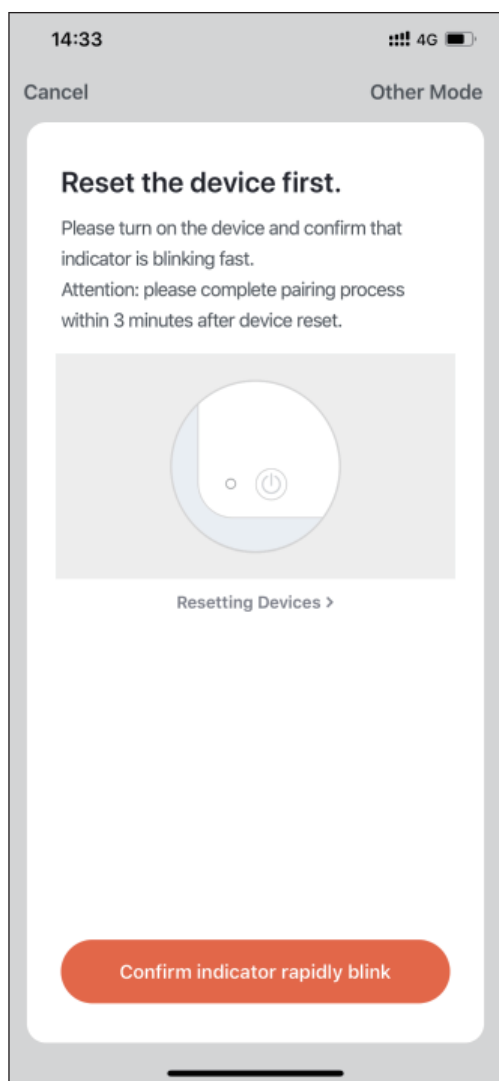 14:33
4G
Cancel
Other Mode
Reset the device first.
Please turn on the device and confirm that
indicator is blinking fast.
Attention: please complete pairing process
within 3 minutes after device reset.
Resetting Devices >
Confirm indicator rapidly blink